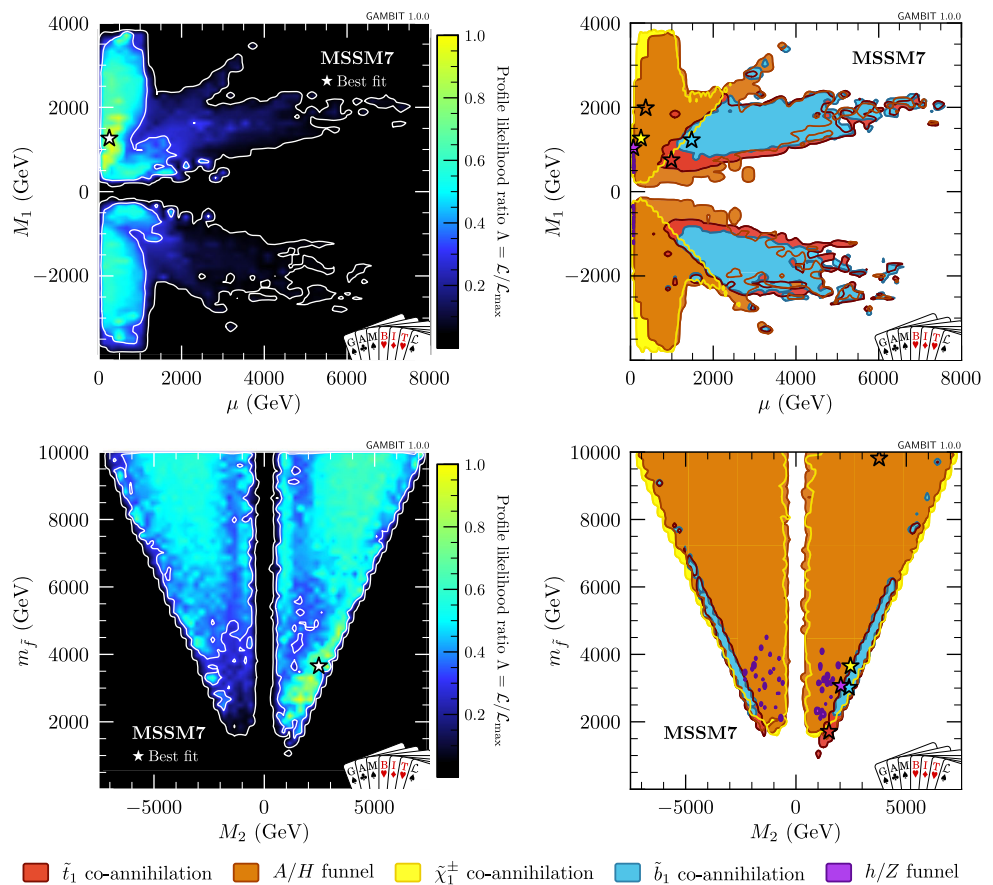 GAMBIT 1.0.0
MSSM7
★ Best fit
4000
2000
0
−2000
M₁ (GeV)
0
2000
4000
6000
8000
μ (GeV)
1.0
0.8
0.6
0.4
0.2
Profile likelihood ratio Λ = ℒ/ℒmax
G A M B I T ℒ
GAMBIT 1.0.0
MSSM7
4000
2000
0
−2000
M₁ (GeV)
0
2000
4000
6000
8000
μ (GeV)
G A M B I T ℒ
GAMBIT 1.0.0
10000
8000
6000
4000
2000
m_f̃ (GeV)
MSSM7
★ Best fit
−5000
0
5000
M₂ (GeV)
1.0
0.8
0.6
0.4
0.2
Profile likelihood ratio Λ = ℒ/ℒmax
G A M B I T ℒ
GAMBIT 1.0.0
10000
8000
6000
4000
2000
m_f̃ (GeV)
MSSM7
−5000
0
5000
M₂ (GeV)
G A M B I T ℒ
t̃₁ co-annihilation
A/H funnel
χ̃₁± co-annihilation
b̃₁ co-annihilation
h/Z funnel